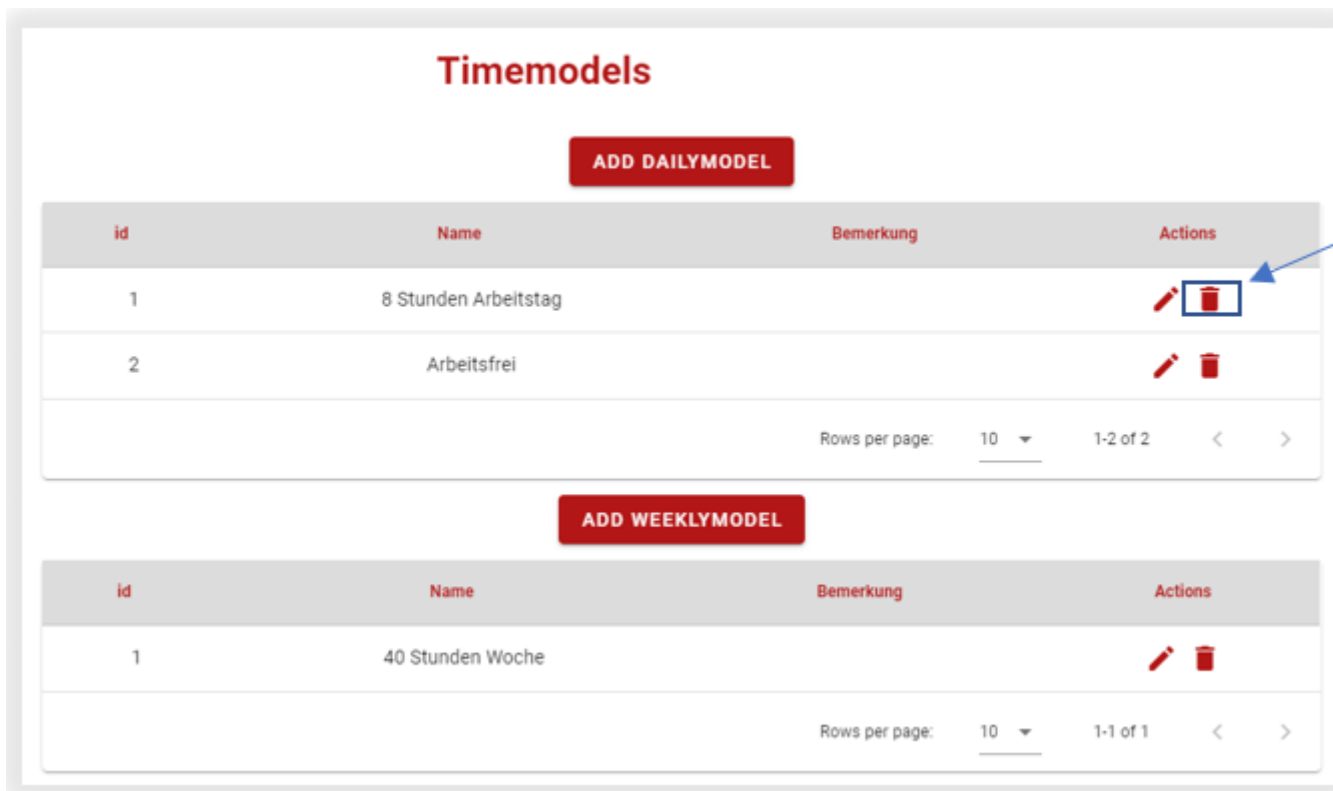 Timemodels
ADD DAILYMODEL
id Name Bemerkung Actions
1 8 Stunden Arbeitstag
2 Arbeitsfrei
Rows per page: 10 1-2 of 2
ADD WEEKLYMODEL
id Name Bemerkung Actions
1 40 Stunden Woche
Rows per page: 10 1-1 of 1